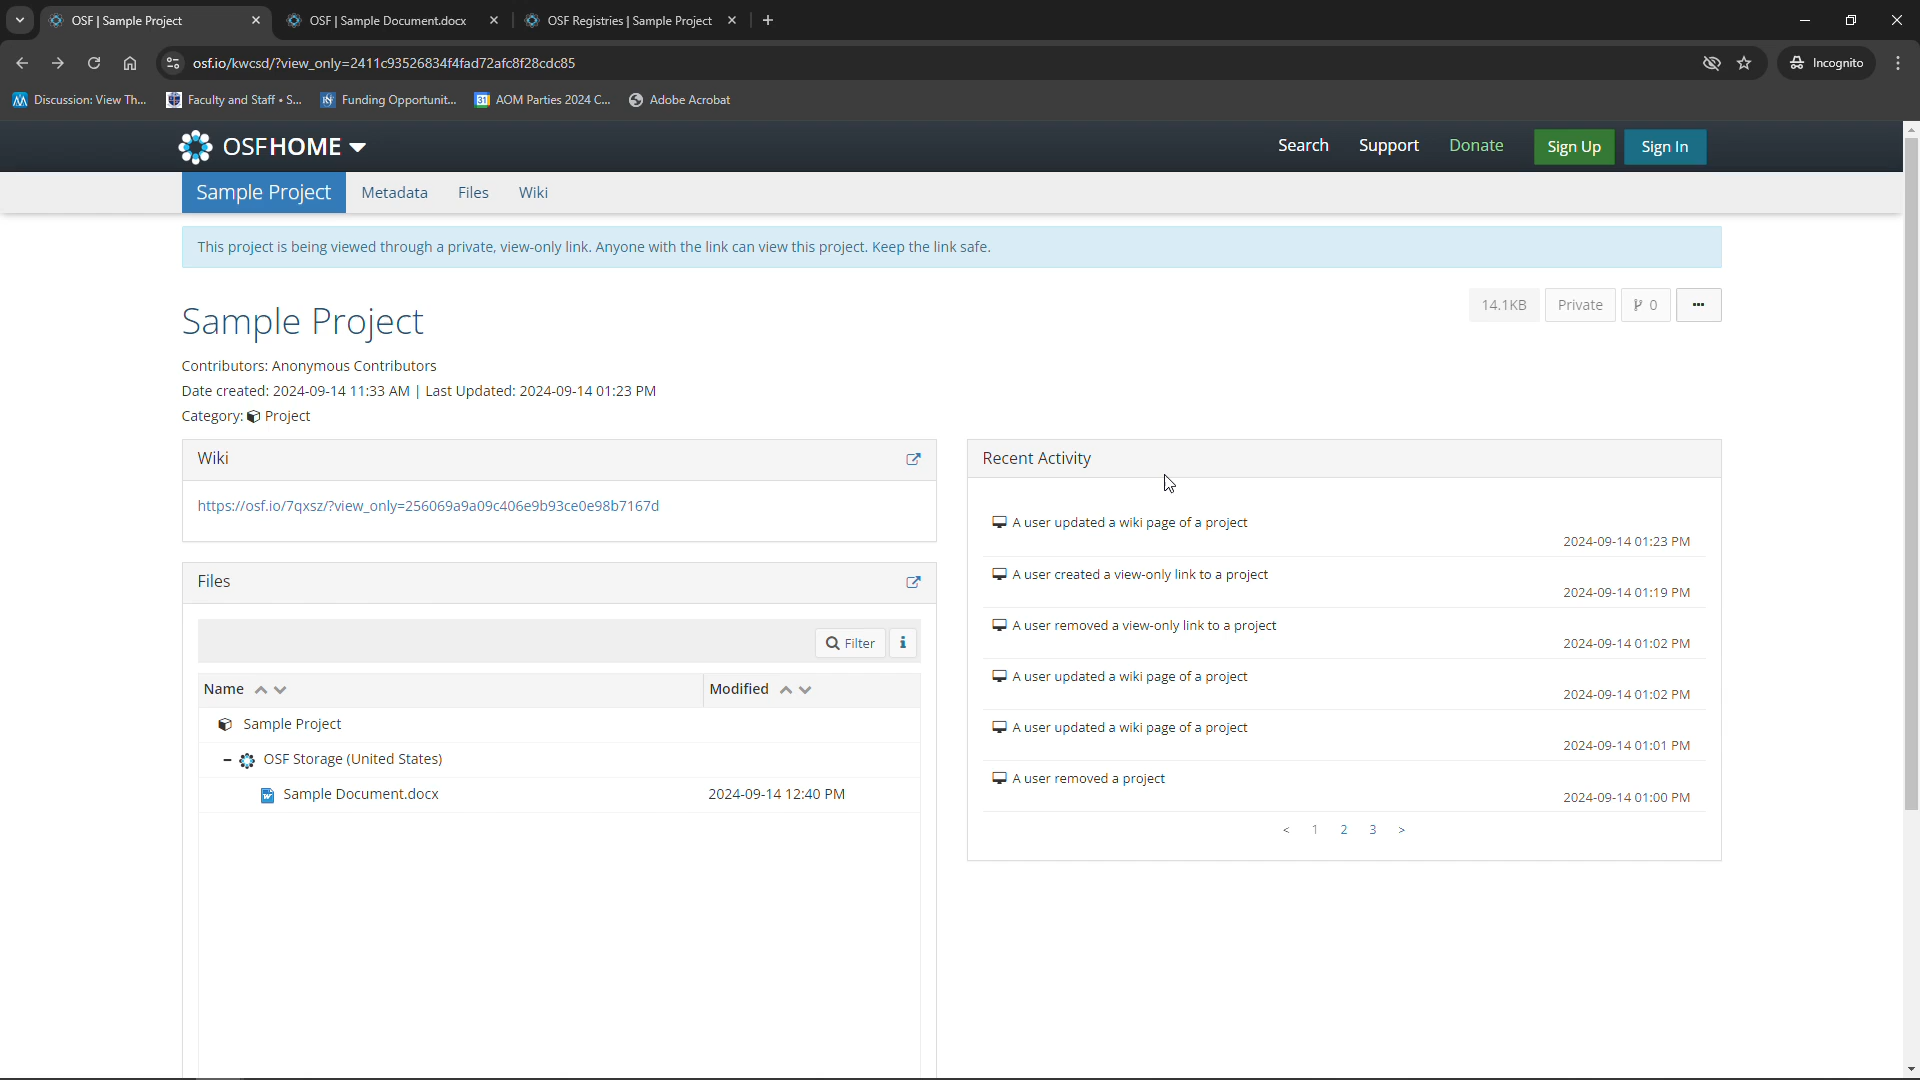 OSF | Sample Project
OSF | Sample Document.docx
OSF Registries | Sample Project
osf.io/kwcsd/?view_only=2411c93526834f4fad72afc8f28cdc85
Incognito
Discussion: View Th...
Faculty and Staff • S...
Funding Opportunit...
31
AOM Parties 2024 C...
Adobe Acrobat
OSFHOME
Search
Support
Donate
Sign Up
Sign In
Sample Project
Metadata
Files
Wiki
This project is being viewed through a private, view-only link. Anyone with the link can view this project. Keep the link safe.
Sample Project
14.1KB
Private
0
...
Contributors: Anonymous Contributors
Date created: 2024-09-14 11:33 AM | Last Updated: 2024-09-14 01:23 PM
Category: Project
Wiki
https://osf.io/7qxsz/?view_only=256069a9a09c406e9b93ce0e98b7167d
Files
Filter
i
Name
Modified
Sample Project
OSF Storage (United States)
Sample Document.docx
2024-09-14 12:40 PM
Recent Activity
A user updated a wiki page of a project
2024-09-14 01:23 PM
A user created a view-only link to a project
2024-09-14 01:19 PM
A user removed a view-only link to a project
2024-09-14 01:02 PM
A user updated a wiki page of a project
2024-09-14 01:02 PM
A user updated a wiki page of a project
2024-09-14 01:01 PM
A user removed a project
2024-09-14 01:00 PM
< 1 2 3 >